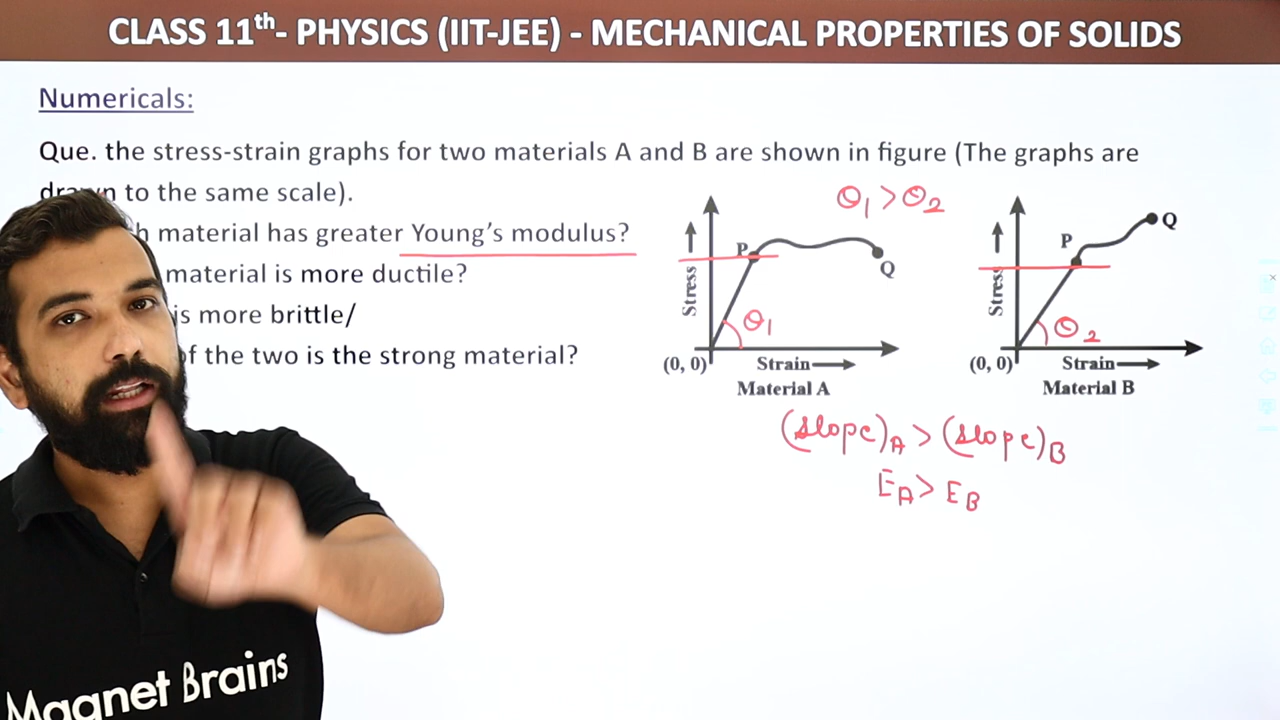 CLASS 11th- PHYSICS (IIT-JEE) - MECHANICAL PROPERTIES OF SOLIDS
Numericals:
Que. the stress-strain graphs for two materials A and B are shown in figure (The graphs are
to the same scale).
material has greater Young's modulus?
material is more ductile?
is more brittle/
of the two is the strong material?
θ1 > θ2
P
Q
Stress
θ1
(0, 0)
Strain
Material A
P
Q
Stress
θ2
(0, 0)
Strain
Material B
(slope)A > (slope)B
EA > EB
Magnet Brains